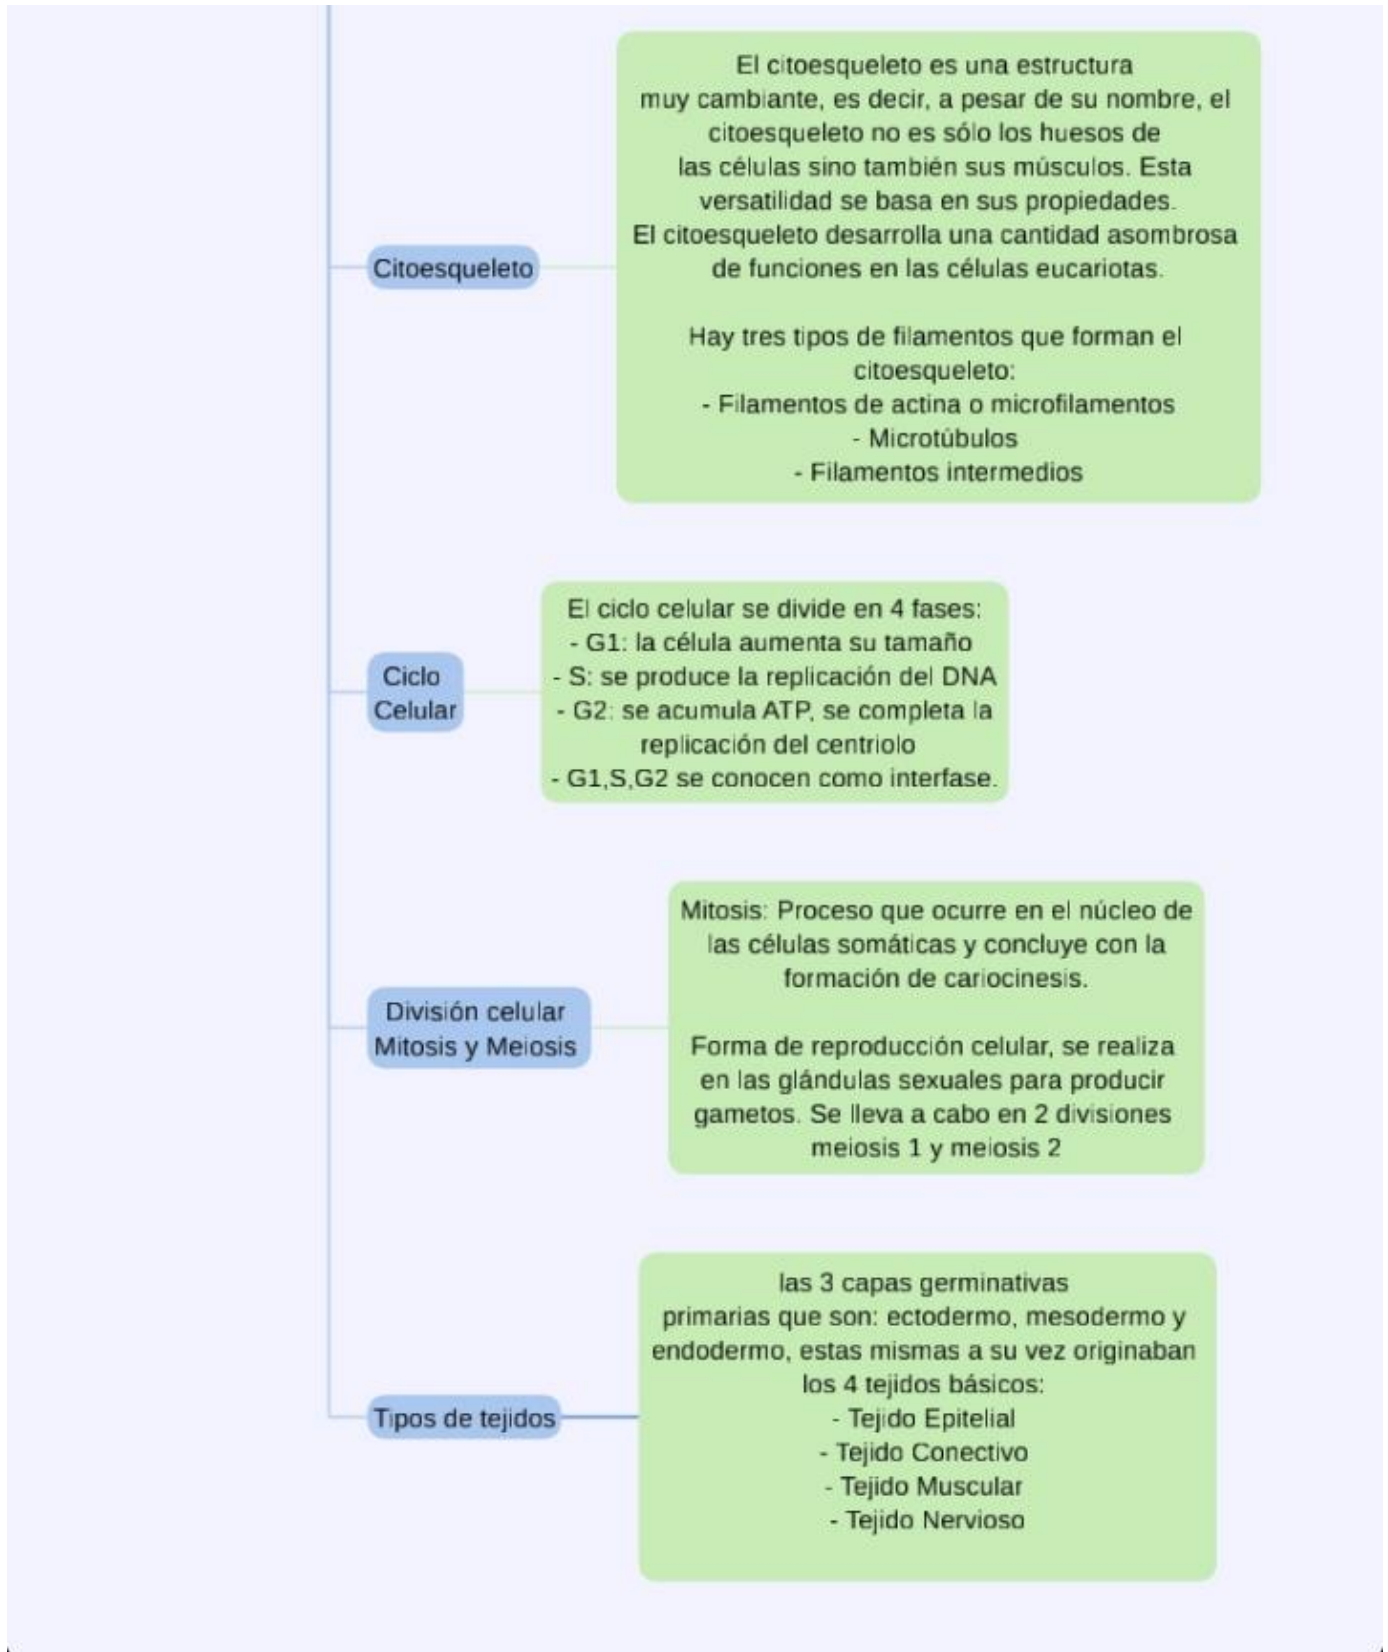 Citoesqueleto
El citoesqueleto es una estructura
muy cambiante, es decir, a pesar de su nombre, el
citoesqueleto no es sólo los huesos de
las células sino también sus músculos. Esta
versatilidad se basa en sus propiedades.
El citoesqueleto desarrolla una cantidad asombrosa
de funciones en las células eucariotas.
Hay tres tipos de filamentos que forman el
citoesqueleto:
- Filamentos de actina o microfilamentos
- Microtúbulos
- Filamentos intermedios
Ciclo
Celular
El ciclo celular se divide en 4 fases:
- G1: la célula aumenta su tamaño
- S: se produce la replicación del DNA
- G2: se acumula ATP, se completa la
replicación del centriolo
- G1,S,G2 se conocen como interfase.
División celular
Mitosis y Meiosis
Mitosis: Proceso que ocurre en el núcleo de
las células somáticas y concluye con la
formación de cariocinesis.
Forma de reproducción celular, se realiza
en las glándulas sexuales para producir
gametos. Se lleva a cabo en 2 divisiones
meiosis 1 y meiosis 2
Tipos de tejidos
las 3 capas germinativas
primarias que son: ectodermo, mesodermo y
endodermo, estas mismas a su vez originaban
los 4 tejidos básicos:
- Tejido Epitelial
- Tejido Conectivo
- Tejido Muscular
- Tejido Nervioso